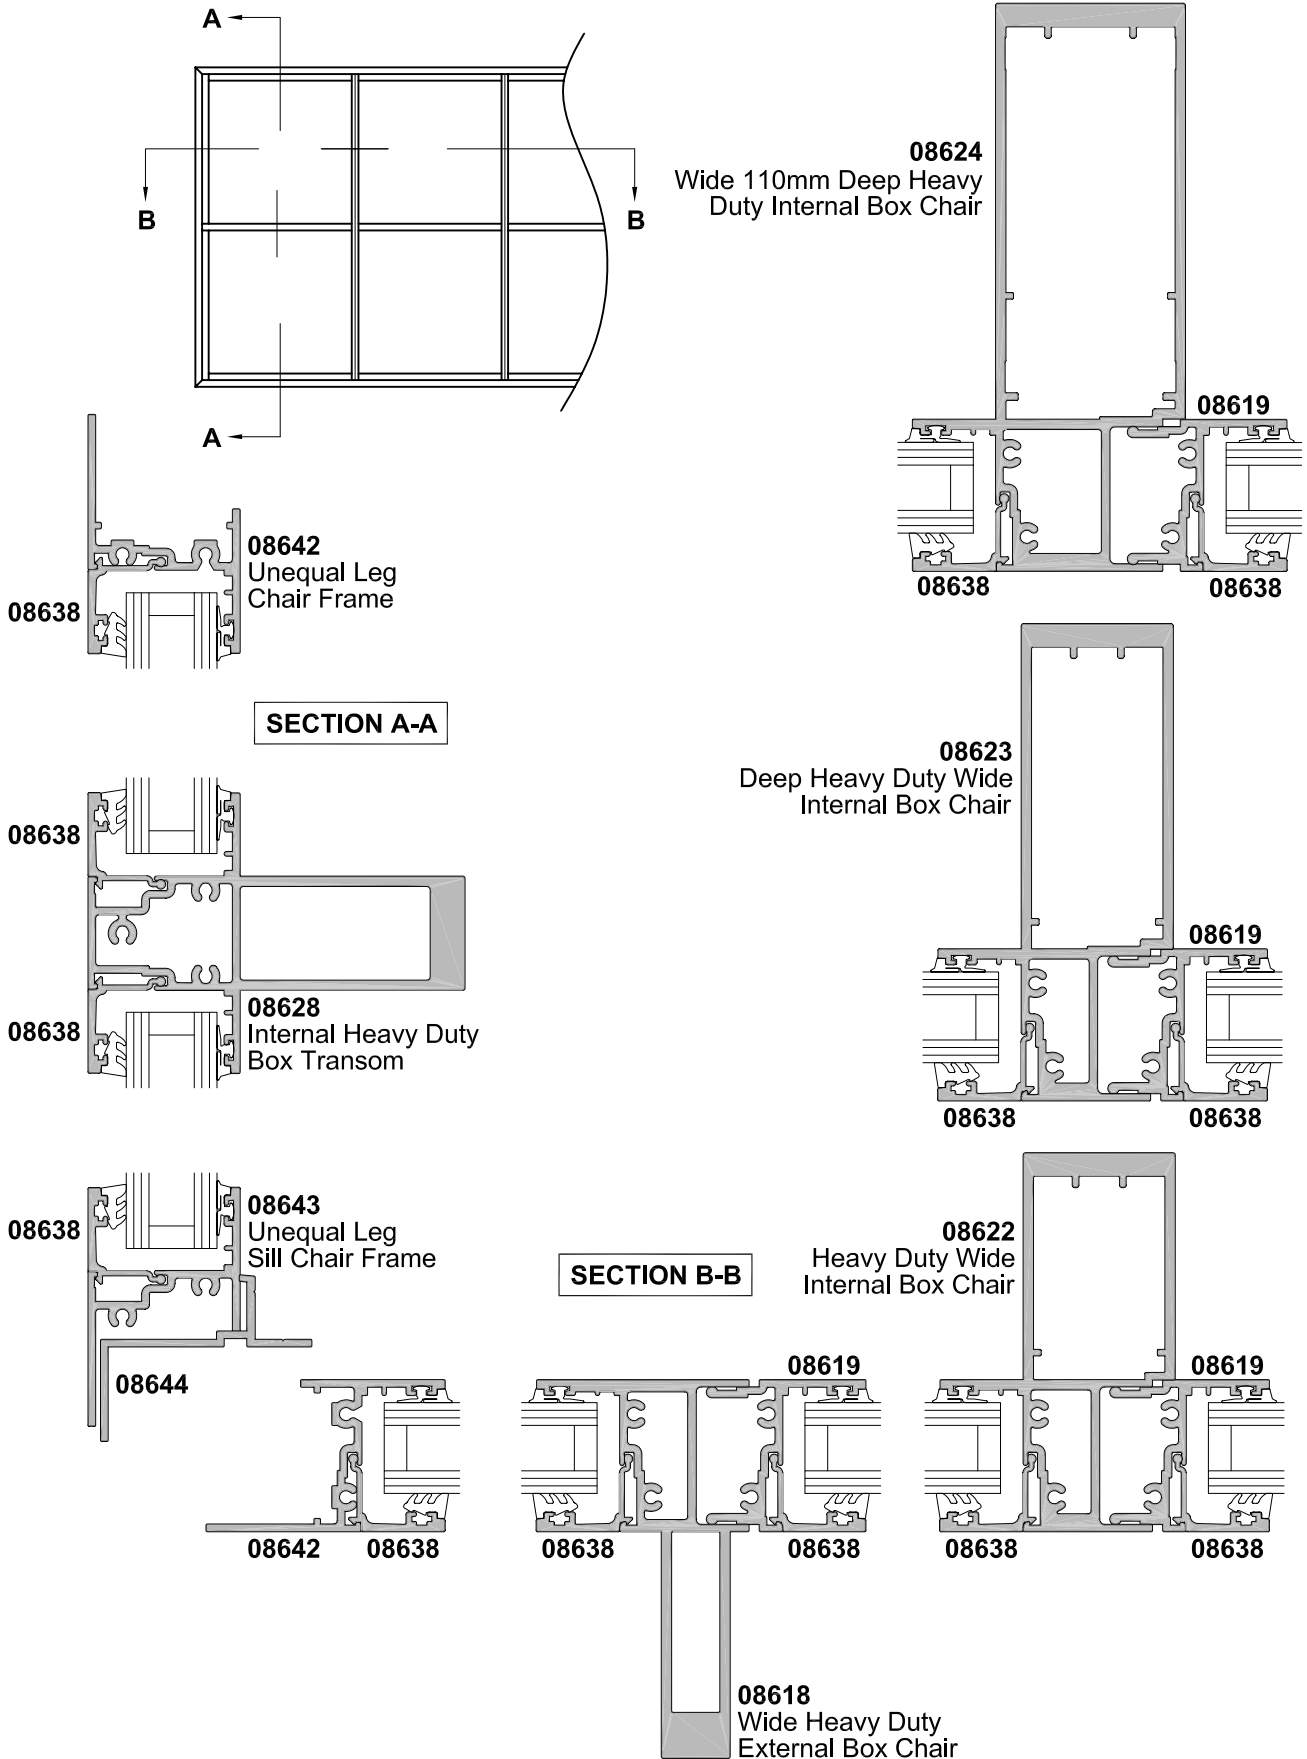 A
B
B
A
08624
Wide 110mm Deep Heavy
Duty Internal Box Chair
08619
08638
08638
08642
Unequal Leg
Chair Frame
08638
SECTION A-A
08623
Deep Heavy Duty Wide
Internal Box Chair
08619
08638
08638
08638
08638
08628
Internal Heavy Duty
Box Transom
08638
08643
Unequal Leg
Sill Chair Frame
08644
SECTION B-B
08622
Heavy Duty Wide
Internal Box Chair
08619
08619
08642
08638
08638
08638
08638
08638
08618
Wide Heavy Duty
External Box Chair